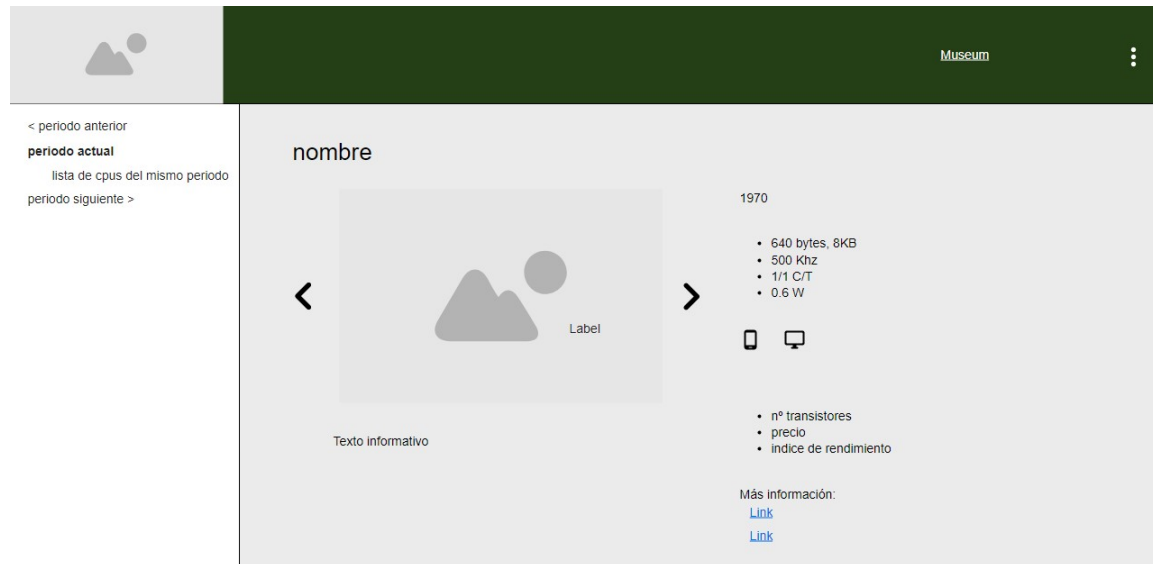 Museum
< periodo anterior
periodo actual
lista de cpus del mismo periodo
periodo siguiente >
nombre
Label
Texto informativo
1970
• 640 bytes, 8KB
• 500 Khz
• 1/1 C/T
• 0.6 W
• nº transistores
• precio
• indice de rendimiento
Más información:
Link
Link